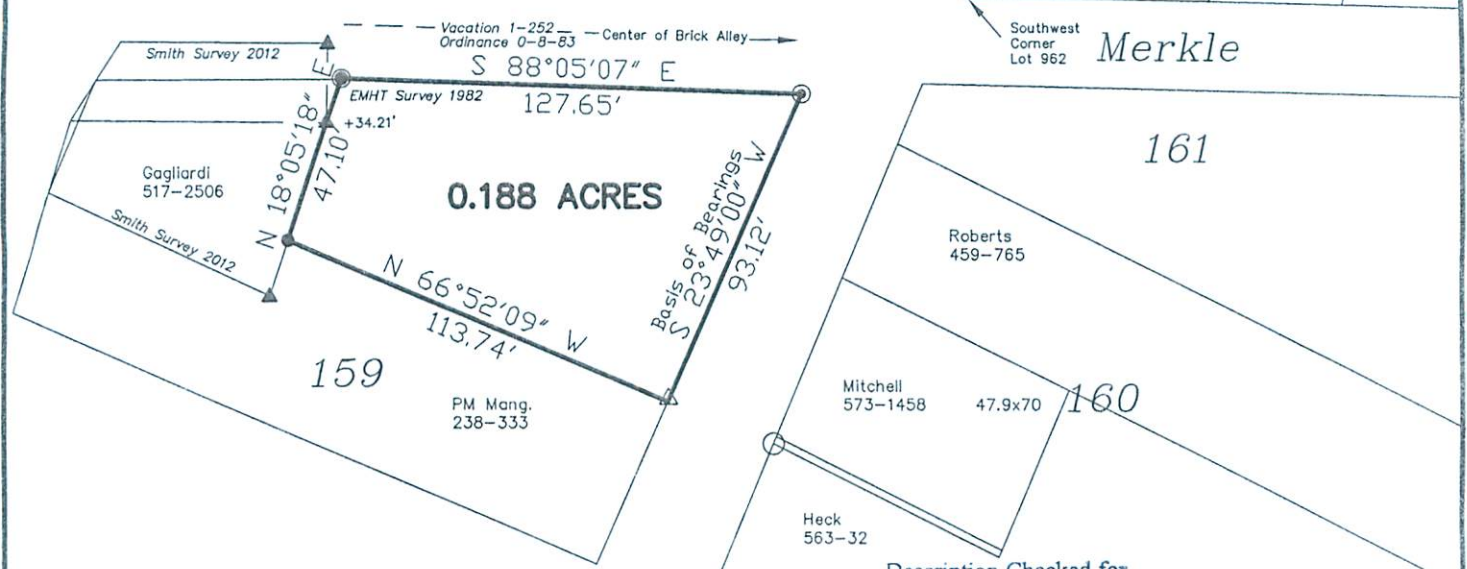 Vacation 1-252
Ordinance 0-8-83
Center of Brick Alley
Southwest
Corner
Lot 962
Merkle
Smith Survey 2012
S 88°05'07" E
127.65'
EMHT Survey 1982
+34.21'
N 18°05'18" E
47.10'
161
Gagliardi
517-2506
0.188 ACRES
Basis of Bearings
S 23°49'00" W
93.12'
Smith Survey 2012
Roberts
459-765
N 66°52'09" W
113.74'
159
PM Mang.
238-333
Mitchell
573-1458
47.9x70
160
Heck
563-32
Description Checked for